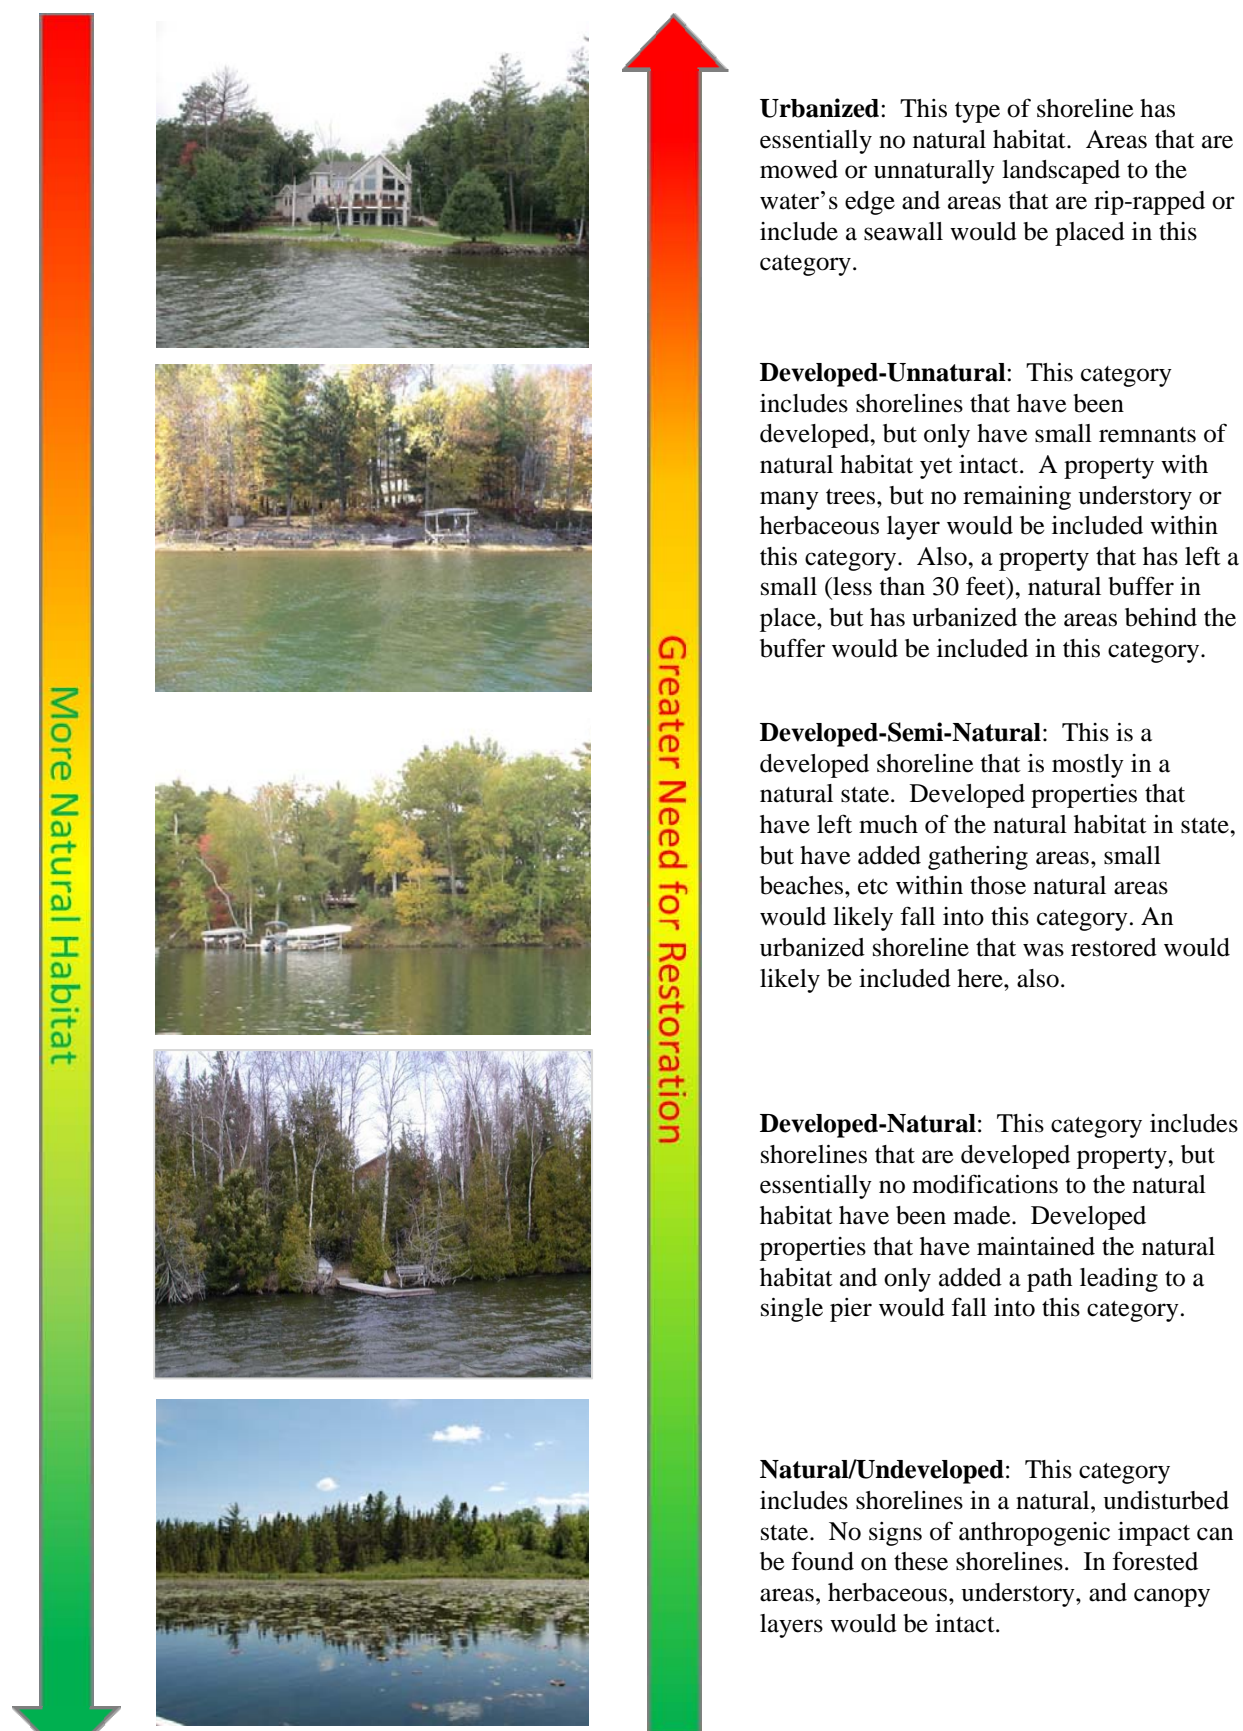 More Natural Habitat
Greater Need for Restoration
Urbanized:  This type of shoreline has
essentially no natural habitat.  Areas that are
mowed or unnaturally landscaped to the
water’s edge and areas that are rip-rapped or
include a seawall would be placed in this
category.
Developed-Unnatural:  This category
includes shorelines that have been
developed, but only have small remnants of
natural habitat yet intact.  A property with
many trees, but no remaining understory or
herbaceous layer would be included within
this category.  Also, a property that has left a
small (less than 30 feet), natural buffer in
place, but has urbanized the areas behind the
buffer would be included in this category.
Developed-Semi-Natural:  This is a
developed shoreline that is mostly in a
natural state.  Developed properties that
have left much of the natural habitat in state,
but have added gathering areas, small
beaches, etc within those natural areas
would likely fall into this category. An
urbanized shoreline that was restored would
likely be included here, also.
Developed-Natural:  This category includes
shorelines that are developed property, but
essentially no modifications to the natural
habitat have been made.  Developed
properties that have maintained the natural
habitat and only added a path leading to a
single pier would fall into this category.
Natural/Undeveloped:  This category
includes shorelines in a natural, undisturbed
state.  No signs of anthropogenic impact can
be found on these shorelines.  In forested
areas, herbaceous, understory, and canopy
layers would be intact.